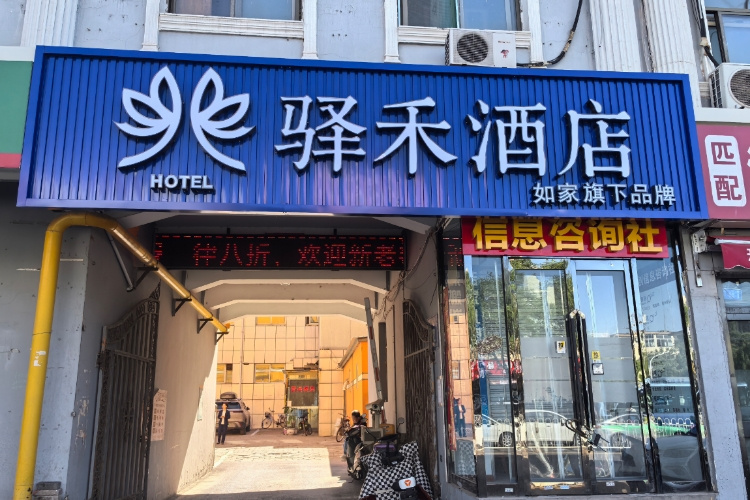 驿禾酒店
HOTEL
如家旗下品牌
匹
配
信息咨询社
钟八折，欢迎新老